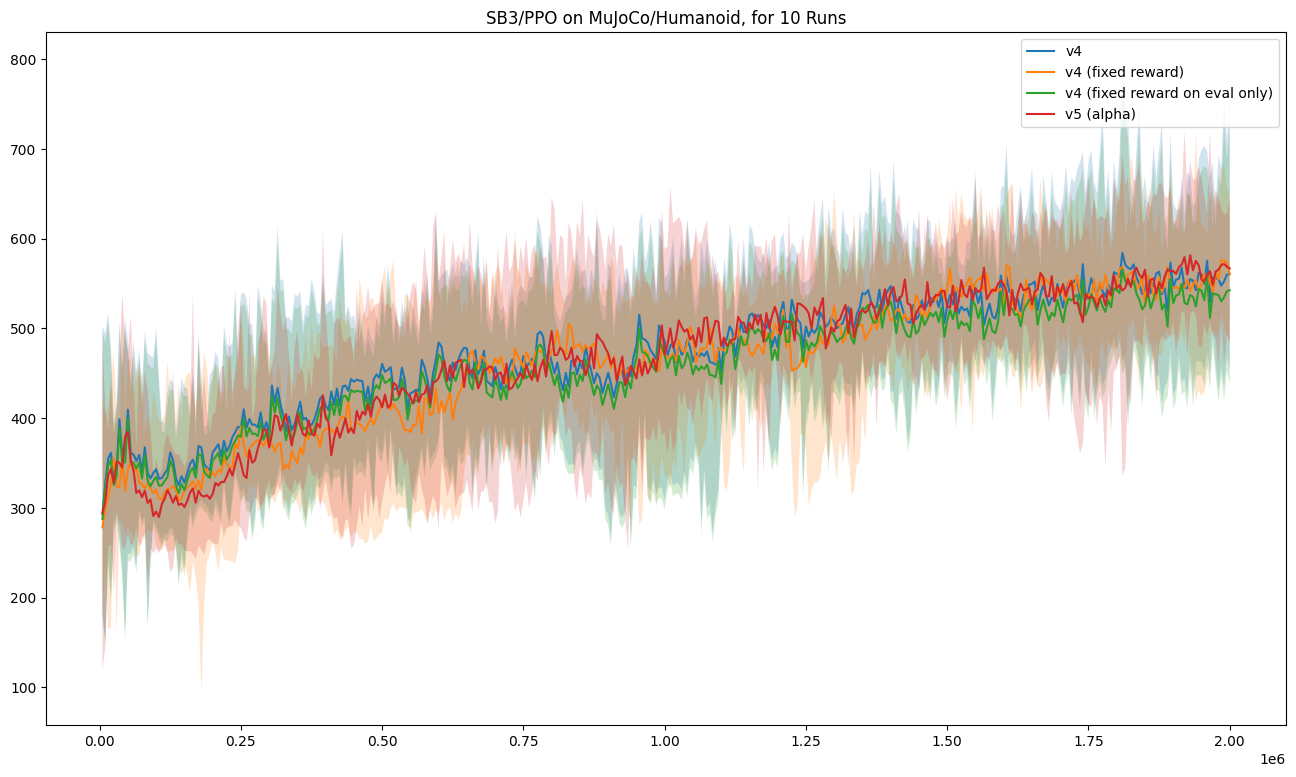 SB3/PPO on MuJoCo/Humanoid, for 10 Runs
800
700
600
500
400
300
200
100
v4
v4 (fixed reward)
v4 (fixed reward on eval only)
v5 (alpha)
0.00 0.25 0.50 0.75 1.00 1.25 1.50 1.75 2.00
1e6